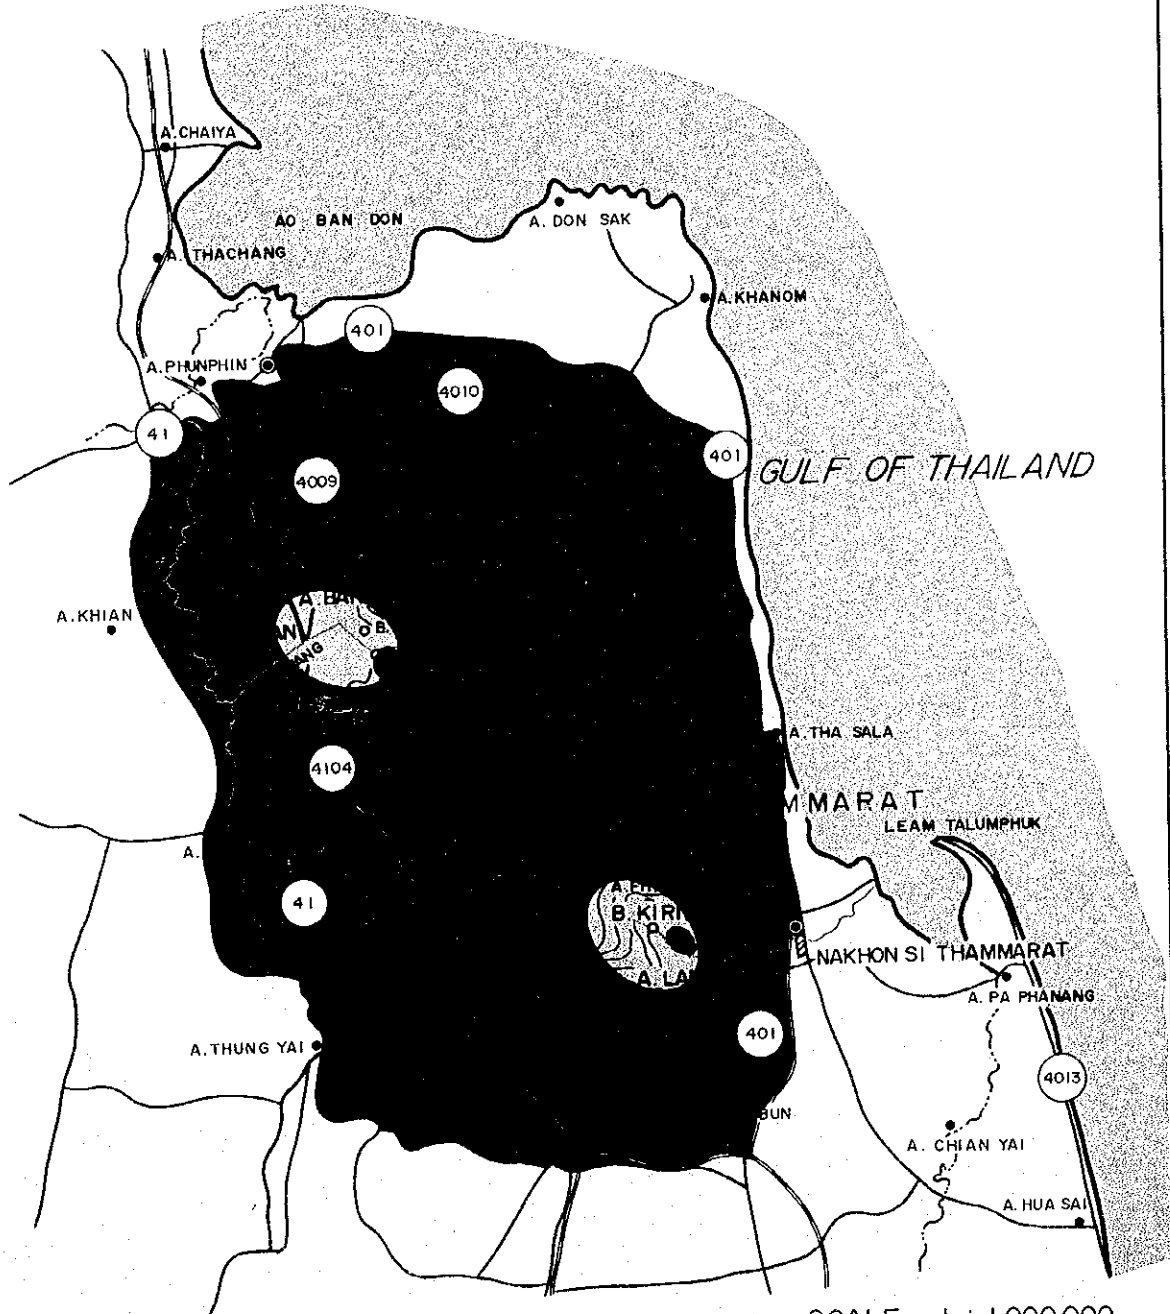 A. CHAIYA
AO BAN DON
A. DON SAK
A. THACHANG
A. KHANOM
401
A. PHUNPHIN
4010
41
401
GULF OF THAILAND
4009
A. KHIAN
B.
A. THA SALA
4104
MMARAT
LEAM TALUMPHUK
A.
41
B. KIRI
NAKHON SI THAMMARAT
A. LA
A. PA PHANANG
401
A. THUNG YAI
4013
BUN
A. CHIAN YAI
A. HUA SAI